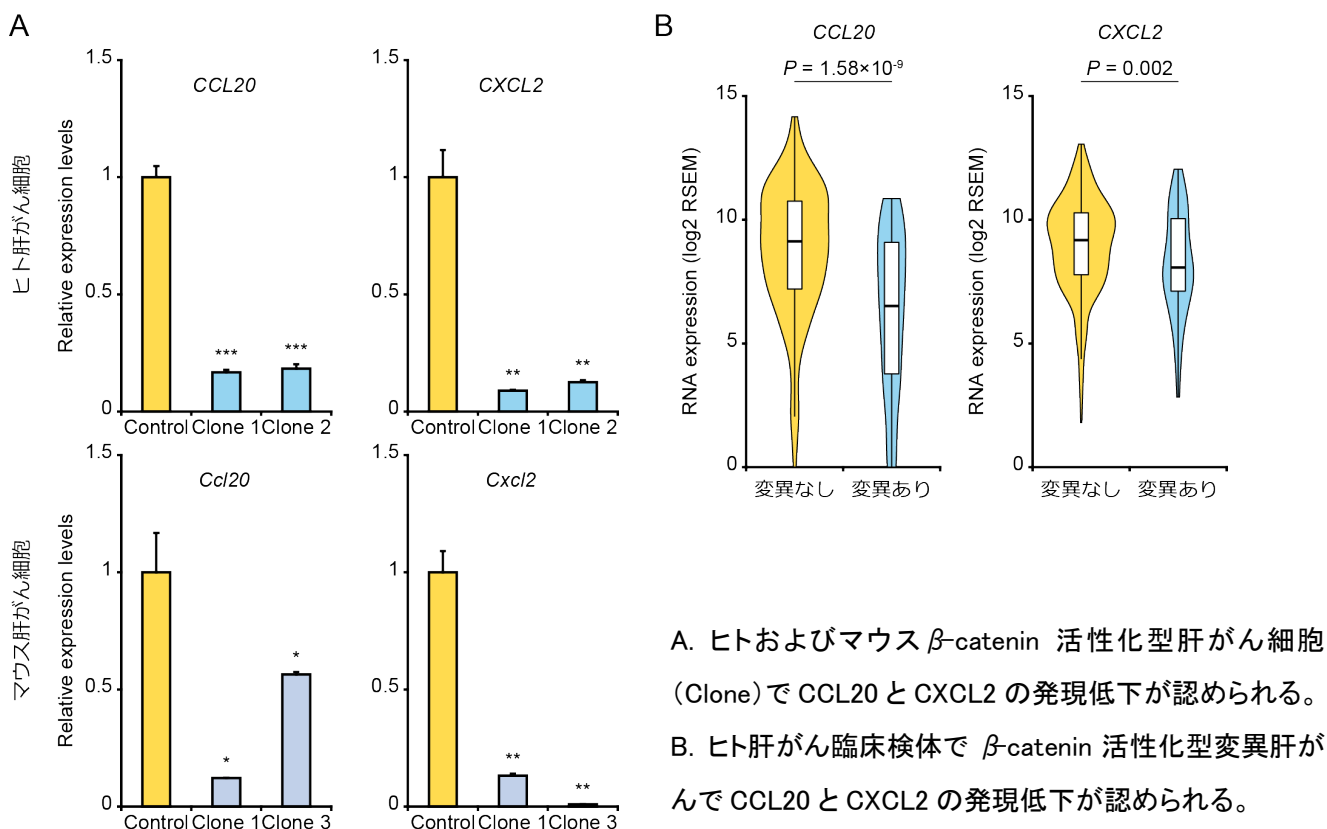 A
ヒト肝がん細胞
Relative expression levels
CCL20
1.5
1
0.5
0
***
***
Control Clone 1 Clone 2
CXCL2
1.5
1
0.5
0
**
**
Control Clone 1 Clone 2
マウス肝がん細胞
Relative expression levels
Ccl20
1.5
1
0.5
0
*
*
Control Clone 1 Clone 3
Cxcl2
1.5
1
0.5
0
**
**
Control Clone 1 Clone 3
B
CCL20
P = 1.58×10⁻⁹
RNA expression (log2 RSEM)
15
10
5
0
変異なし 変異あり
CXCL2
P = 0.002
RNA expression (log2 RSEM)
15
10
5
0
変異なし 変異あり
A. ヒトおよびマウスβ-catenin 活性化型肝がん細胞
（Clone）で CCL20 と CXCL2 の発現低下が認められる。
B. ヒト肝がん臨床検体で β-catenin 活性化型変異肝が
んで CCL20 と CXCL2 の発現低下が認められる。